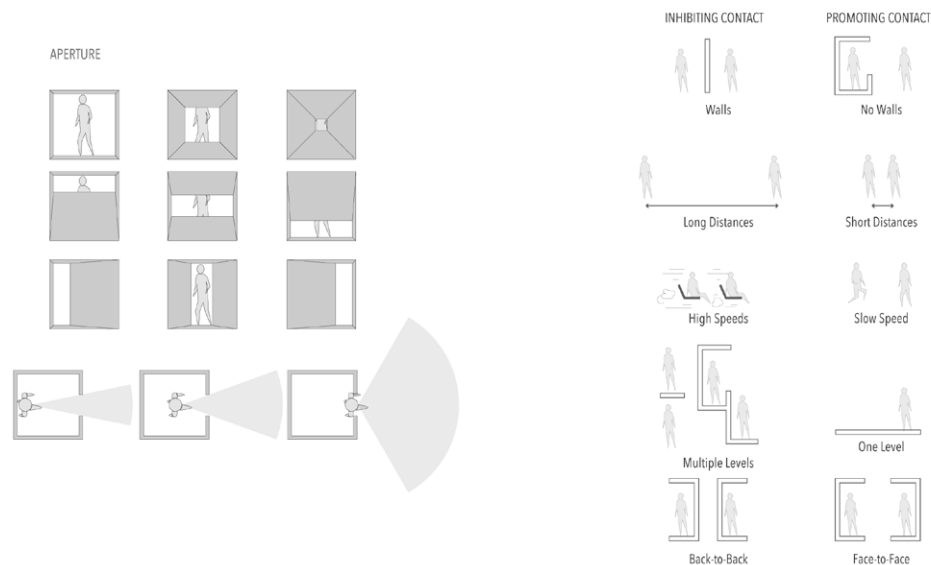 APERTURE
INHIBITING CONTACT
PROMOTING CONTACT
Walls
No Walls
Long Distances
Short Distances
High Speeds
Slow Speed
Multiple Levels
One Level
Back-to-Back
Face-to-Face